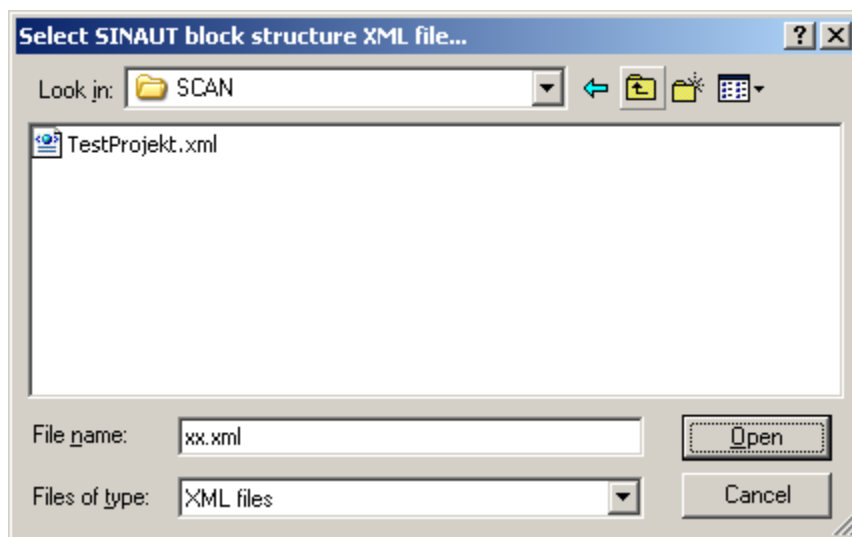 Select SINAUT block structure XML file...
Look in: SCAN
TestProjekt.xml
File name: xx.xml Open
Files of type: XML files Cancel